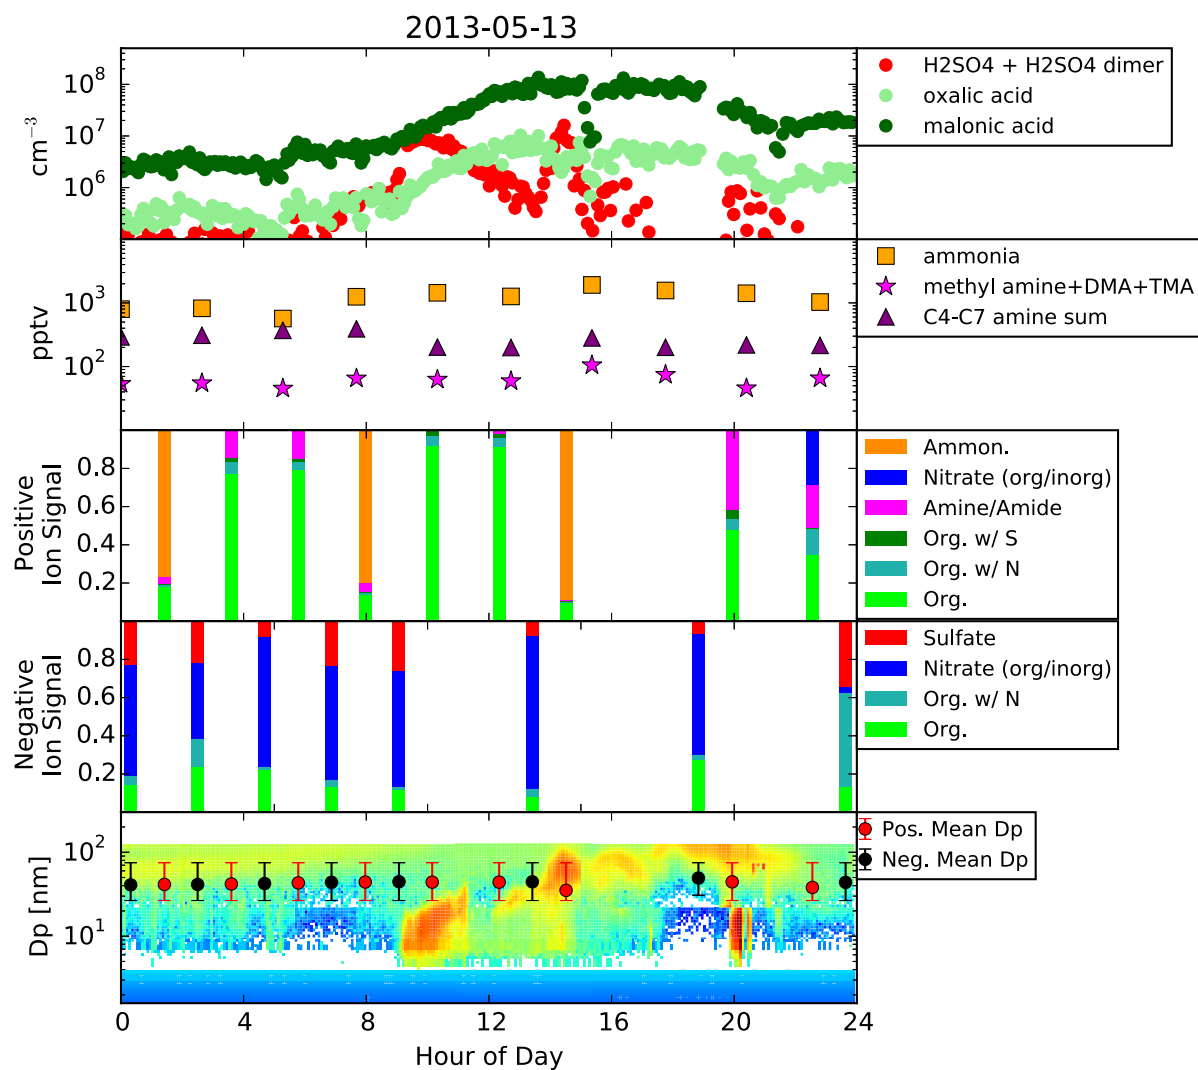 2013-05-13
10^8
10^7
10^6
cm^−3
H2SO4 + H2SO4 dimer
oxalic acid
malonic acid
10^3
10^2
pptv
ammonia
methyl amine+DMA+TMA
C4-C7 amine sum
0.8
0.6
0.4
0.2
Positive
Ion Signal
Ammon.
Nitrate (org/inorg)
Amine/Amide
Org. w/ S
Org. w/ N
Org.
0.8
0.6
0.4
0.2
Negative
Ion Signal
Sulfate
Nitrate (org/inorg)
Org. w/ N
Org.
10^2
10^1
Dp [nm]
Pos. Mean Dp
Neg. Mean Dp
0 4 8 12 16 20 24
Hour of Day